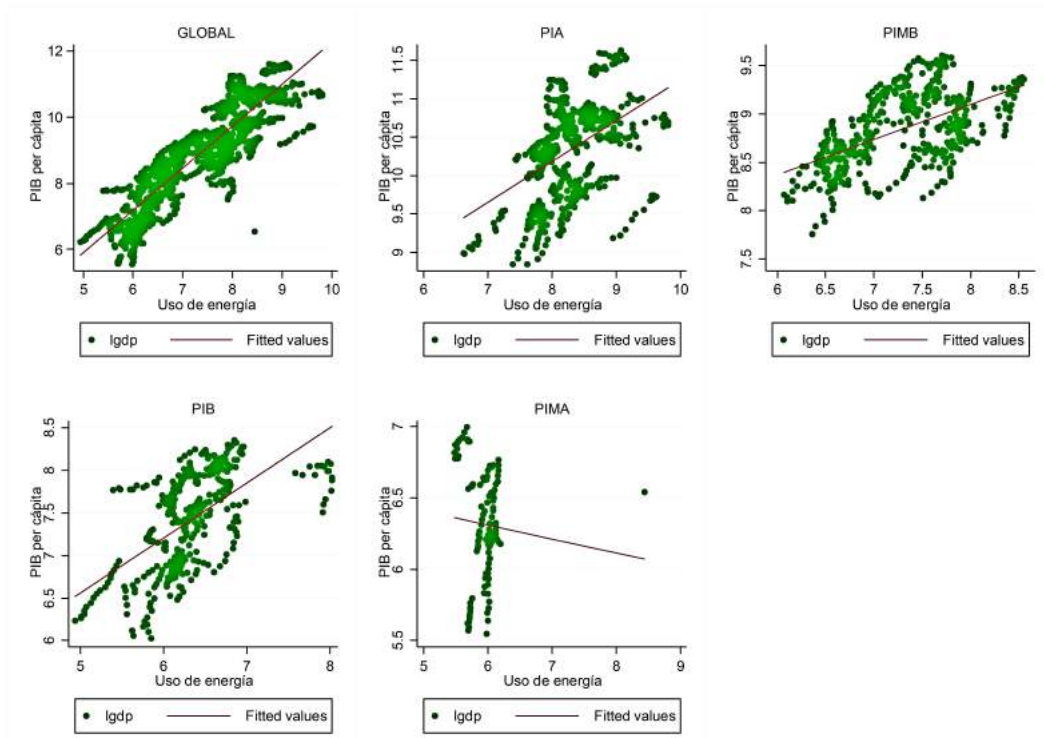 GLOBAL
PIB per cápita
12
10
8
6
5 6 7 8 9 10
Uso de energía
lgdp Fitted values
PIA
PIB per cápita
11.5
11
10.5
10
9.5
9
6 7 8 9 10
Uso de energía
lgdp Fitted values
PIMB
PIB per cápita
9.5
9
8.5
8
7.5
6 6.5 7 7.5 8 8.5
Uso de energía
lgdp Fitted values
PIB
PIB per cápita
8.5
8
7.5
7
6.5
6
5 6 7 8
Uso de energía
lgdp Fitted values
PIMA
PIB per cápita
7
6.5
6
5.5
5 6 7 8 9
Uso de energía
lgdp Fitted values